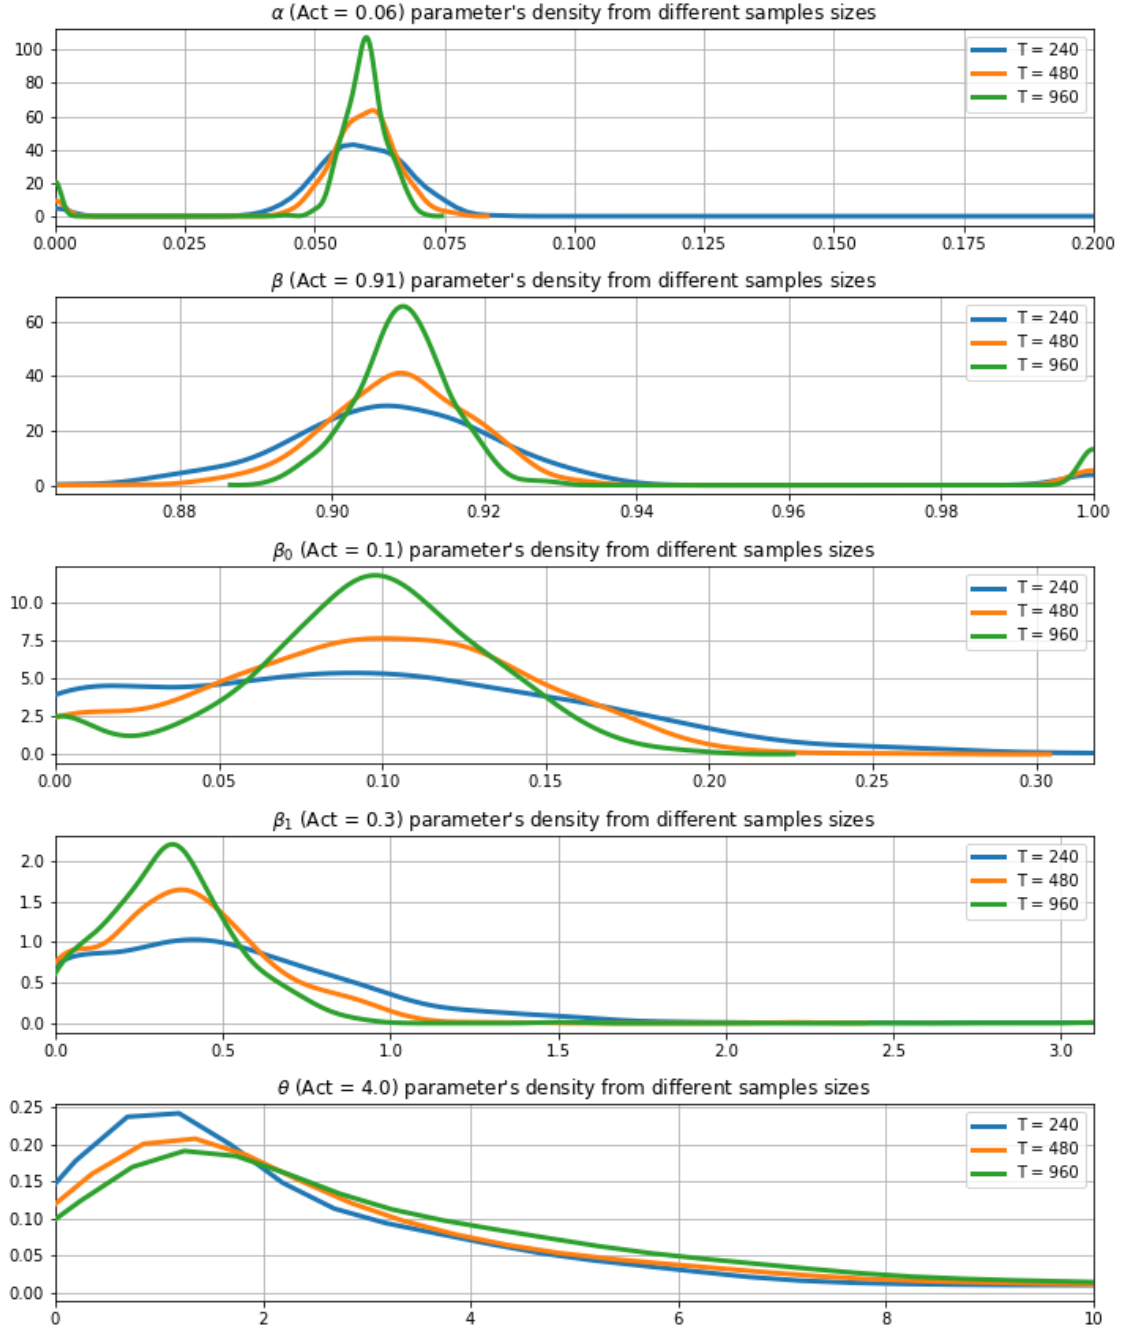 α (Act = 0.06) parameter's density from different samples sizes
100
80
60
40
20
0
T = 240
T = 480
T = 960
0.000 0.025 0.050 0.075 0.100 0.125 0.150 0.175 0.200
β (Act = 0.91) parameter's density from different samples sizes
60
40
20
0
T = 240
T = 480
T = 960
0.88 0.90 0.92 0.94 0.96 0.98 1.00
β₀ (Act = 0.1) parameter's density from different samples sizes
10.0
7.5
5.0
2.5
0.0
T = 240
T = 480
T = 960
0.00 0.05 0.10 0.15 0.20 0.25 0.30
β₁ (Act = 0.3) parameter's density from different samples sizes
2.0
1.5
1.0
0.5
0.0
T = 240
T = 480
T = 960
0.0 0.5 1.0 1.5 2.0 2.5 3.0
θ (Act = 4.0) parameter's density from different samples sizes
0.25
0.20
0.15
0.10
0.05
0.00
T = 240
T = 480
T = 960
0 2 4 6 8 10